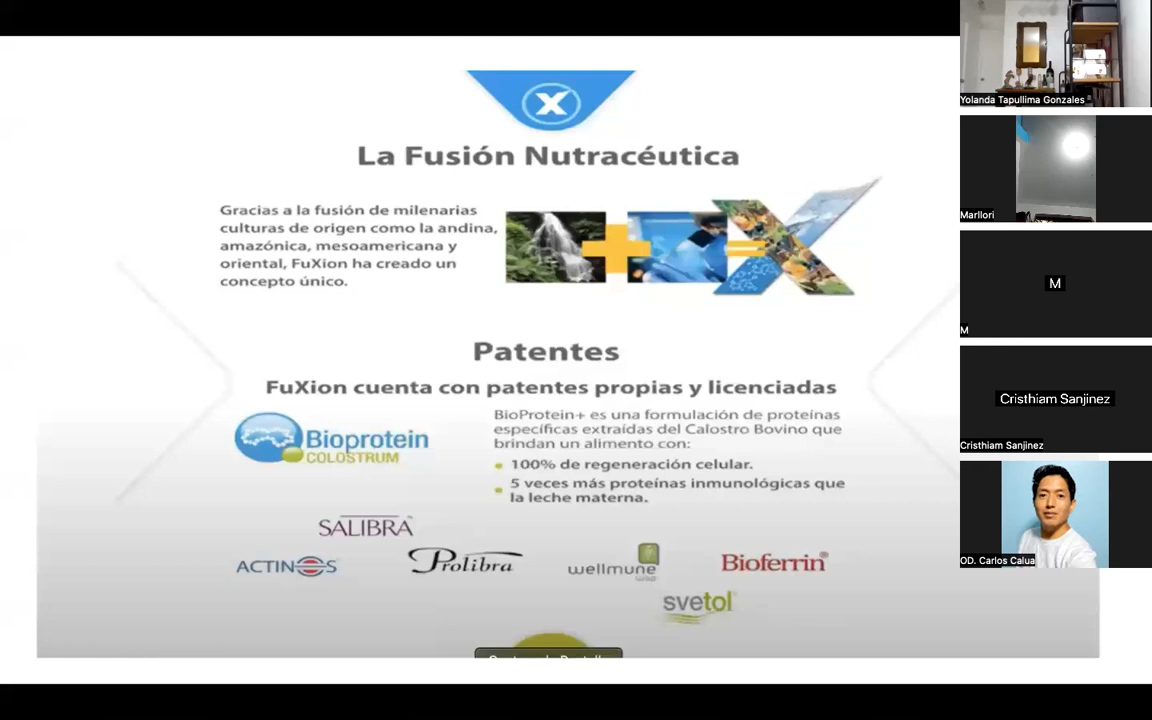 X
La Fusión Nutracéutica
Gracias a la fusión de milenarias
culturas de origen como la andina,
amazónica, mesoamericana y
oriental, FuXion ha creado un
concepto único.
Patentes
FuXion cuenta con patentes propias y licenciadas
Bioprotein
COLOSTRUM
BioProtein+ es una formulación de proteínas
específicas extraídas del Calostro Bovino que
brindan un alimento con:
100% de regeneración celular.
5 veces más proteínas inmunológicas que
la leche materna.
SALIBRA
ACTINOS
Prolibra
wellmune
wgp
Bioferrin®
svetol
Yolanda Tapullima Gonzales
Marllori
M
M
Cristhiam Sanjinez
Cristhiam Sanjinez
OD. Carlos Calua